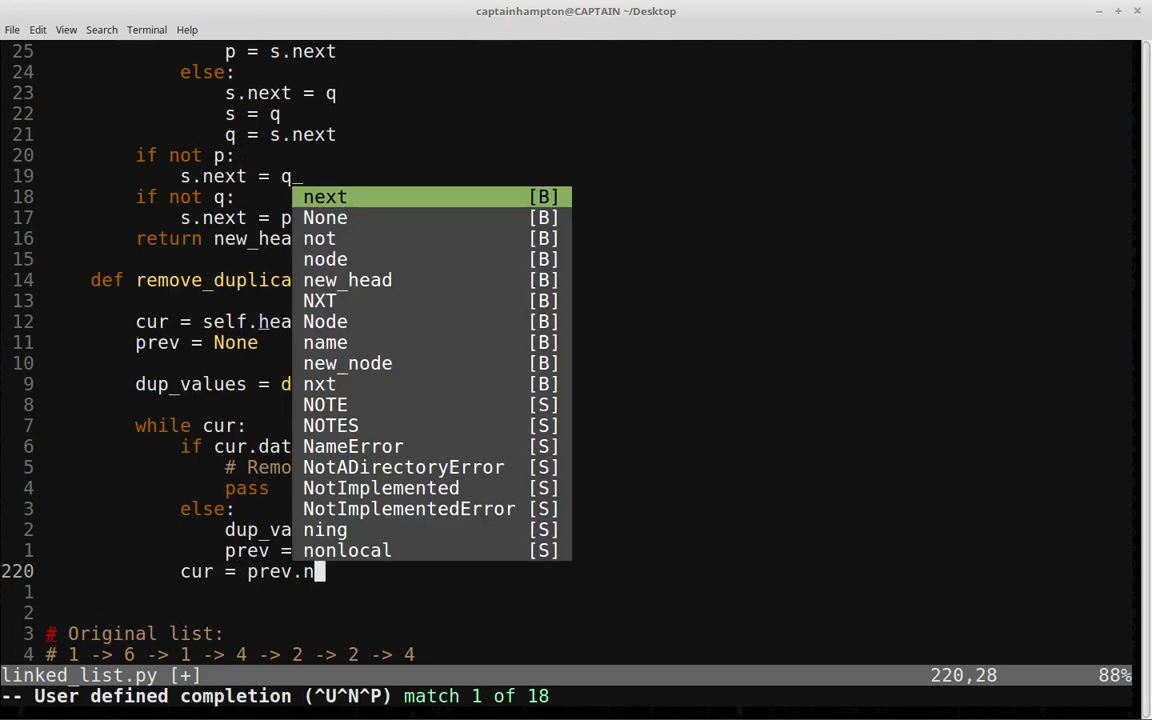 captainhampton@CAPTAIN ~/Desktop
File Edit View Search Terminal Help
25 p = s.next
24 else:
23 s.next = q
22 s = q
21 q = s.next
20 if not p:
19 s.next = q_
18 if not q: next [B]
17 s.next = p None [B]
16 return new_hea not [B]
15 node [B]
14 def remove_duplica new_head [B]
13 NXT [B]
12 cur = self.hea Node [B]
11 prev = None name [B]
10 new_node [B]
9 dup_values = d nxt [B]
8 NOTE [S]
7 while cur: NOTES [S]
6 if cur.dat NameError [S]
5 # Remo NotADirectoryError [S]
4 pass NotImplemented [S]
3 else: NotImplementedError [S]
2 dup_va ning [S]
1 prev = nonlocal [S]
220 cur = prev.n
1
2
3 # Original list:
4 # 1 -> 6 -> 1 -> 4 -> 2 -> 2 -> 4
linked_list.py [+] 220,28 88%
-- User defined completion (^U^N^P) match 1 of 18